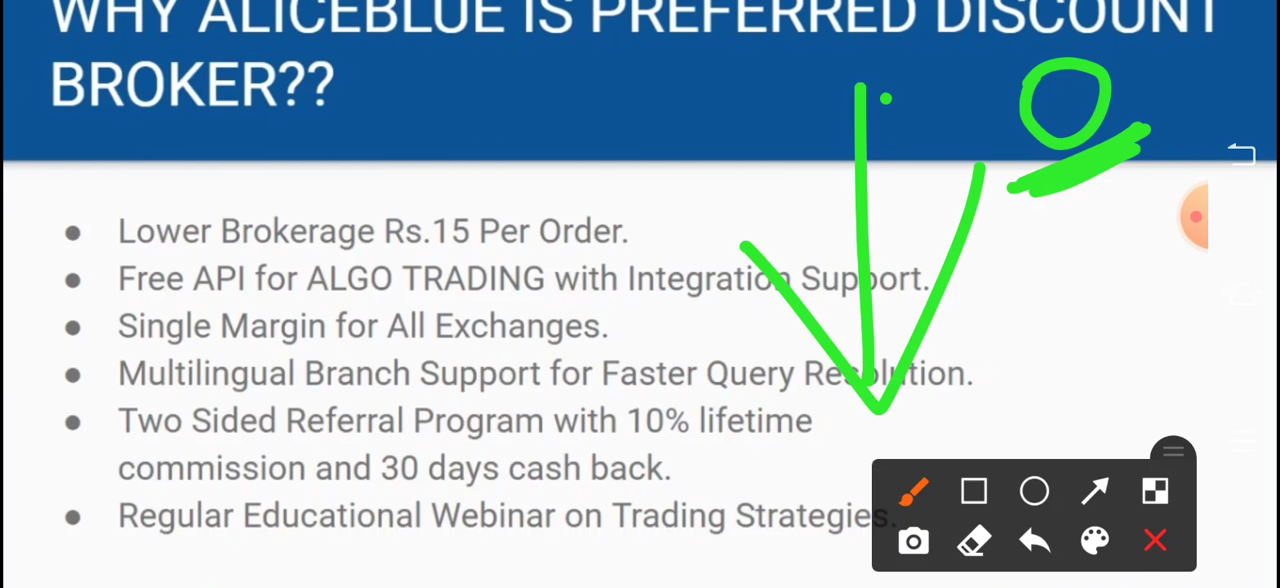 WHY ALICEBLUE IS PREFERRED DISCOUNT
BROKER??
● Lower Brokerage Rs.15 Per Order.
● Free API for ALGO TRADING with Integration Support.
● Single Margin for All Exchanges.
● Multilingual Branch Support for Faster Query Resolution.
● Two Sided Referral Program with 10% lifetime
commission and 30 days cash back.
● Regular Educational Webinar on Trading Strategies.